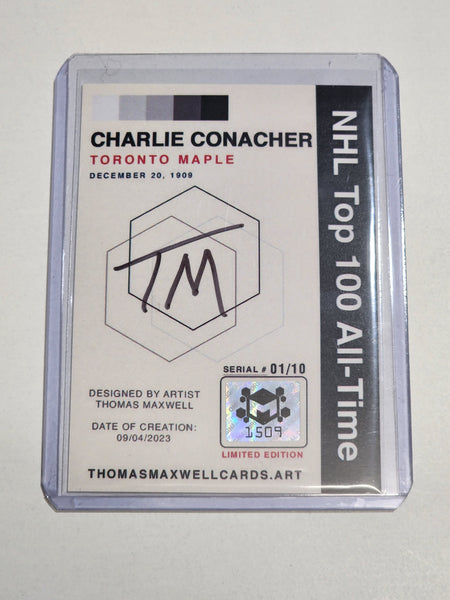 CHARLIE CONACHER
TORONTO MAPLE
DECEMBER 20, 1909
TM
SERIAL # 01/10
1509
LIMITED EDITION
DESIGNED BY ARTIST
THOMAS MAXWELL
DATE OF CREATION:
09/04/2023
THOMASMAXWELLCARDS.ART
NHL Top 100 All-Time